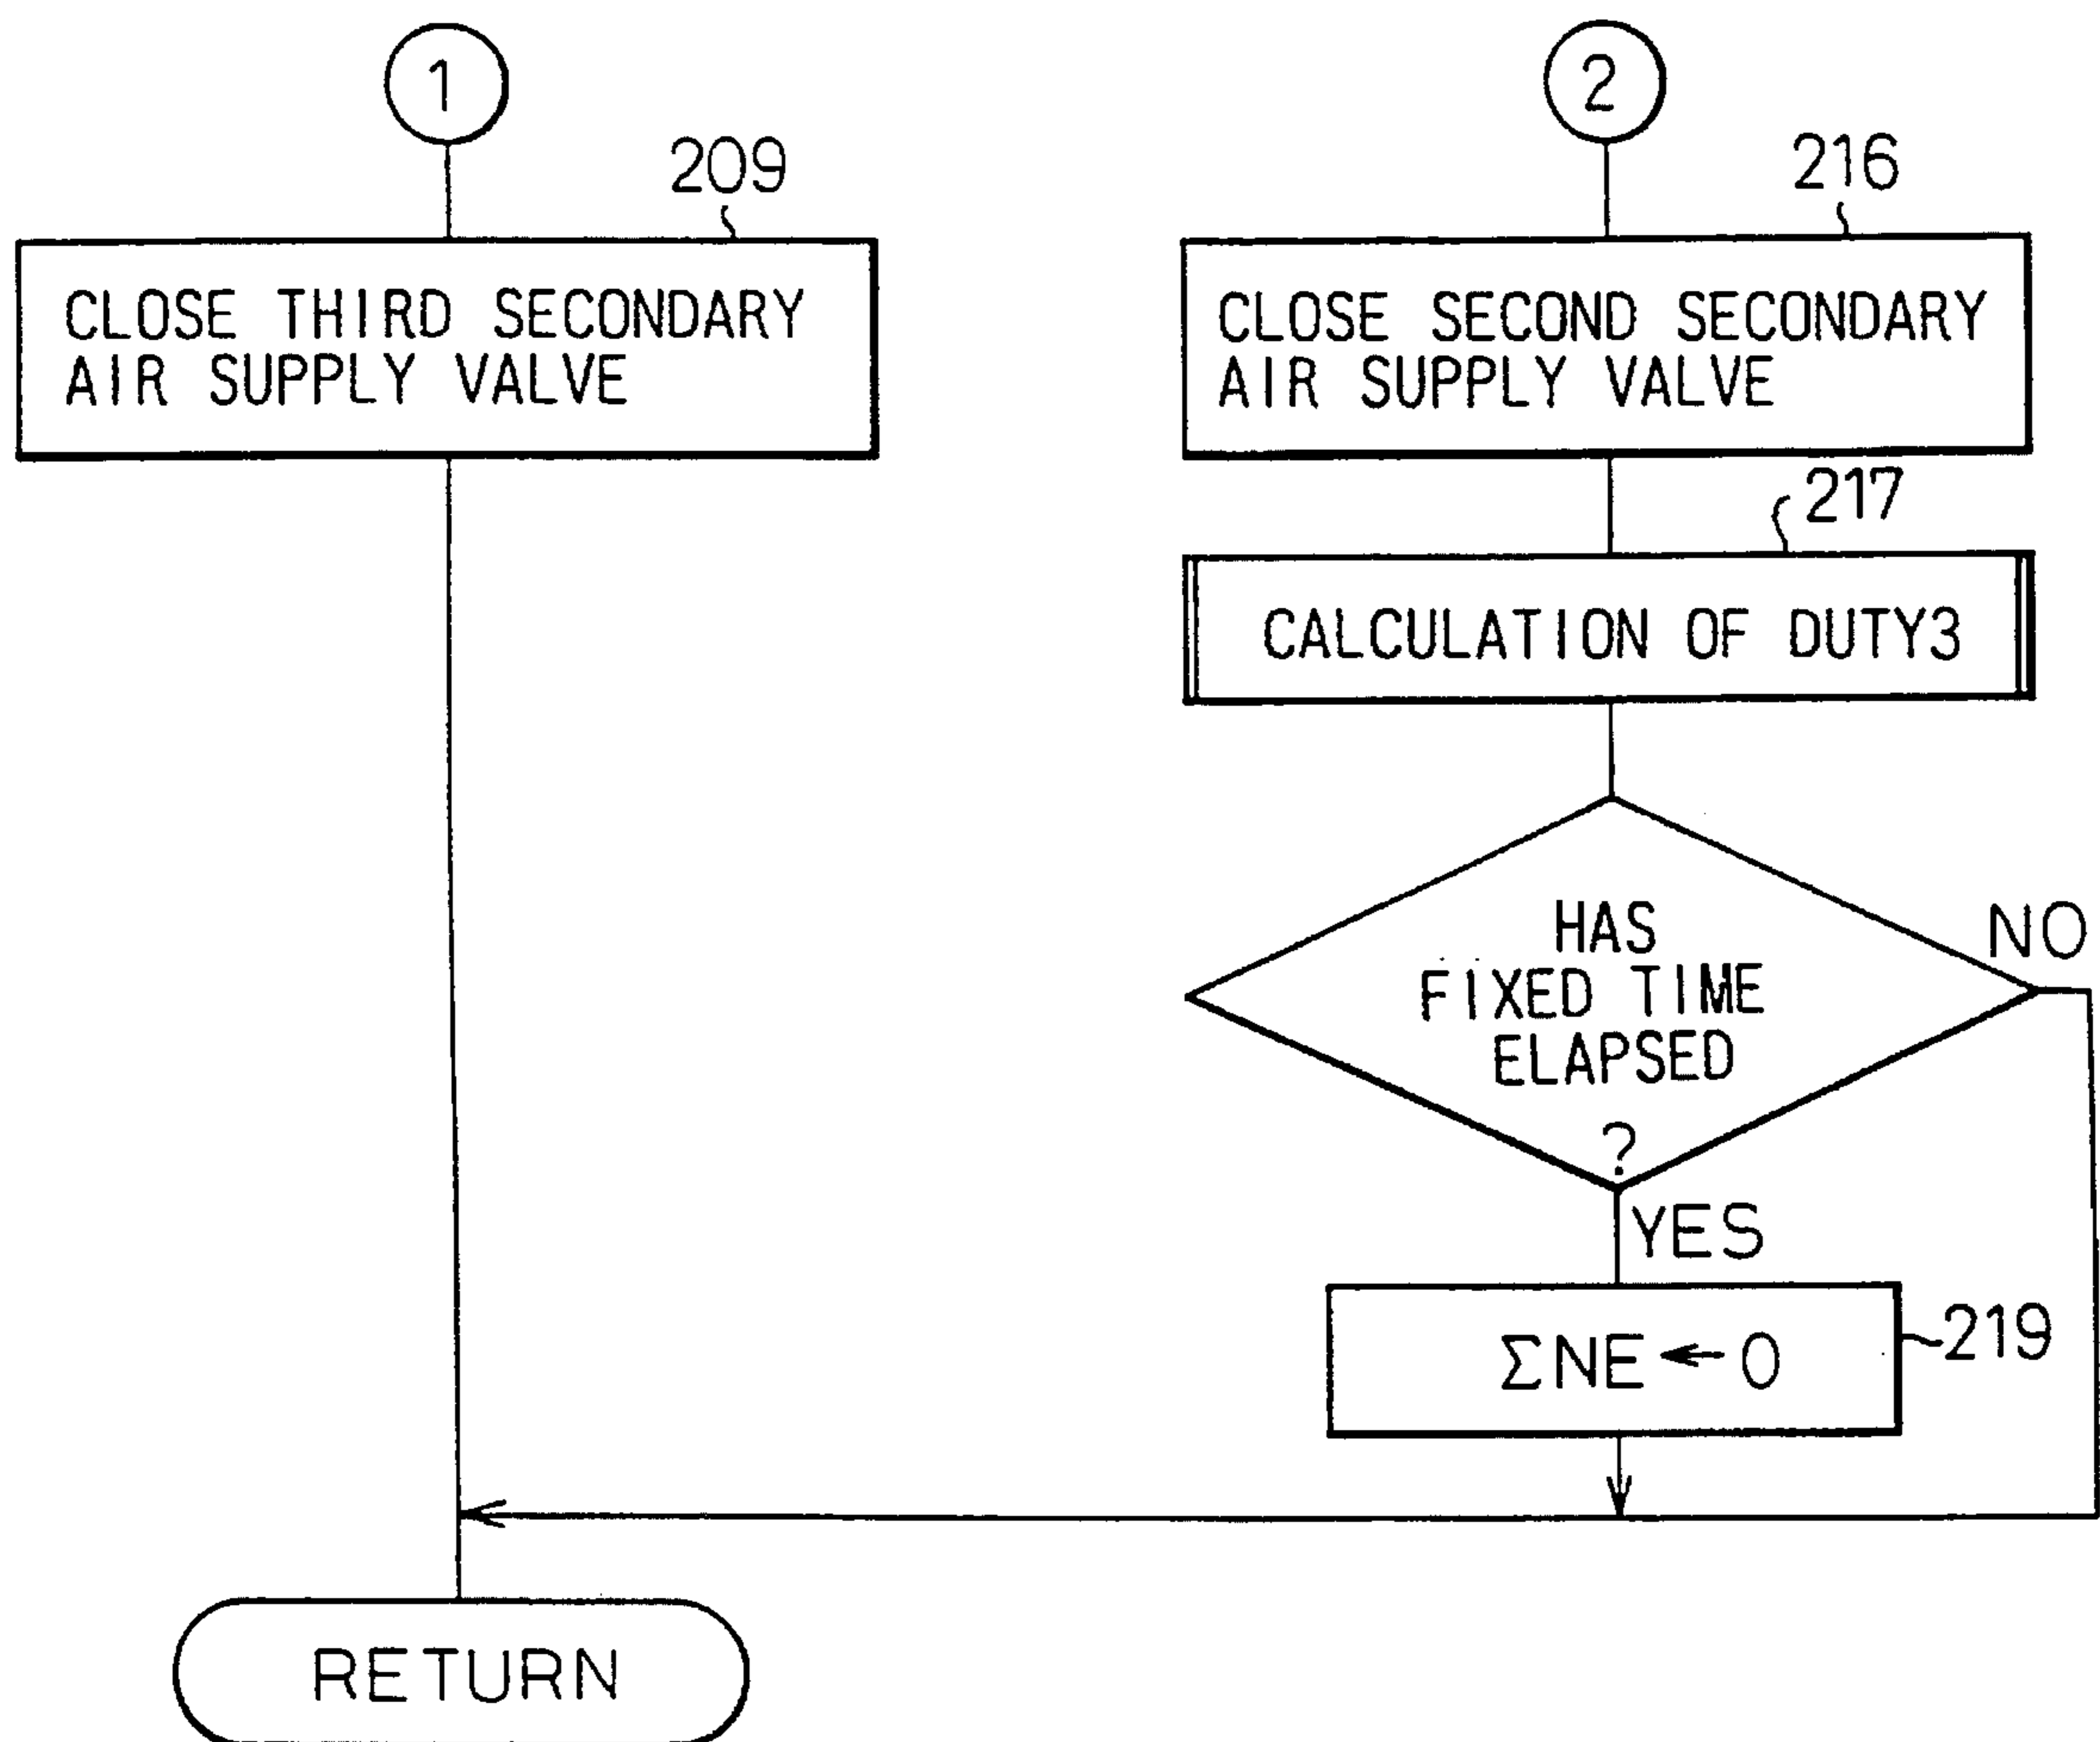 1
209
CLOSE THIRD SECONDARY
AIR SUPPLY VALVE
2
216
CLOSE SECOND SECONDARY
AIR SUPPLY VALVE
217
CALCULATION OF DUTY3
HAS
FIXED TIME
ELAPSED
?
NO
YES
ΣNE ← 0
219
RETURN